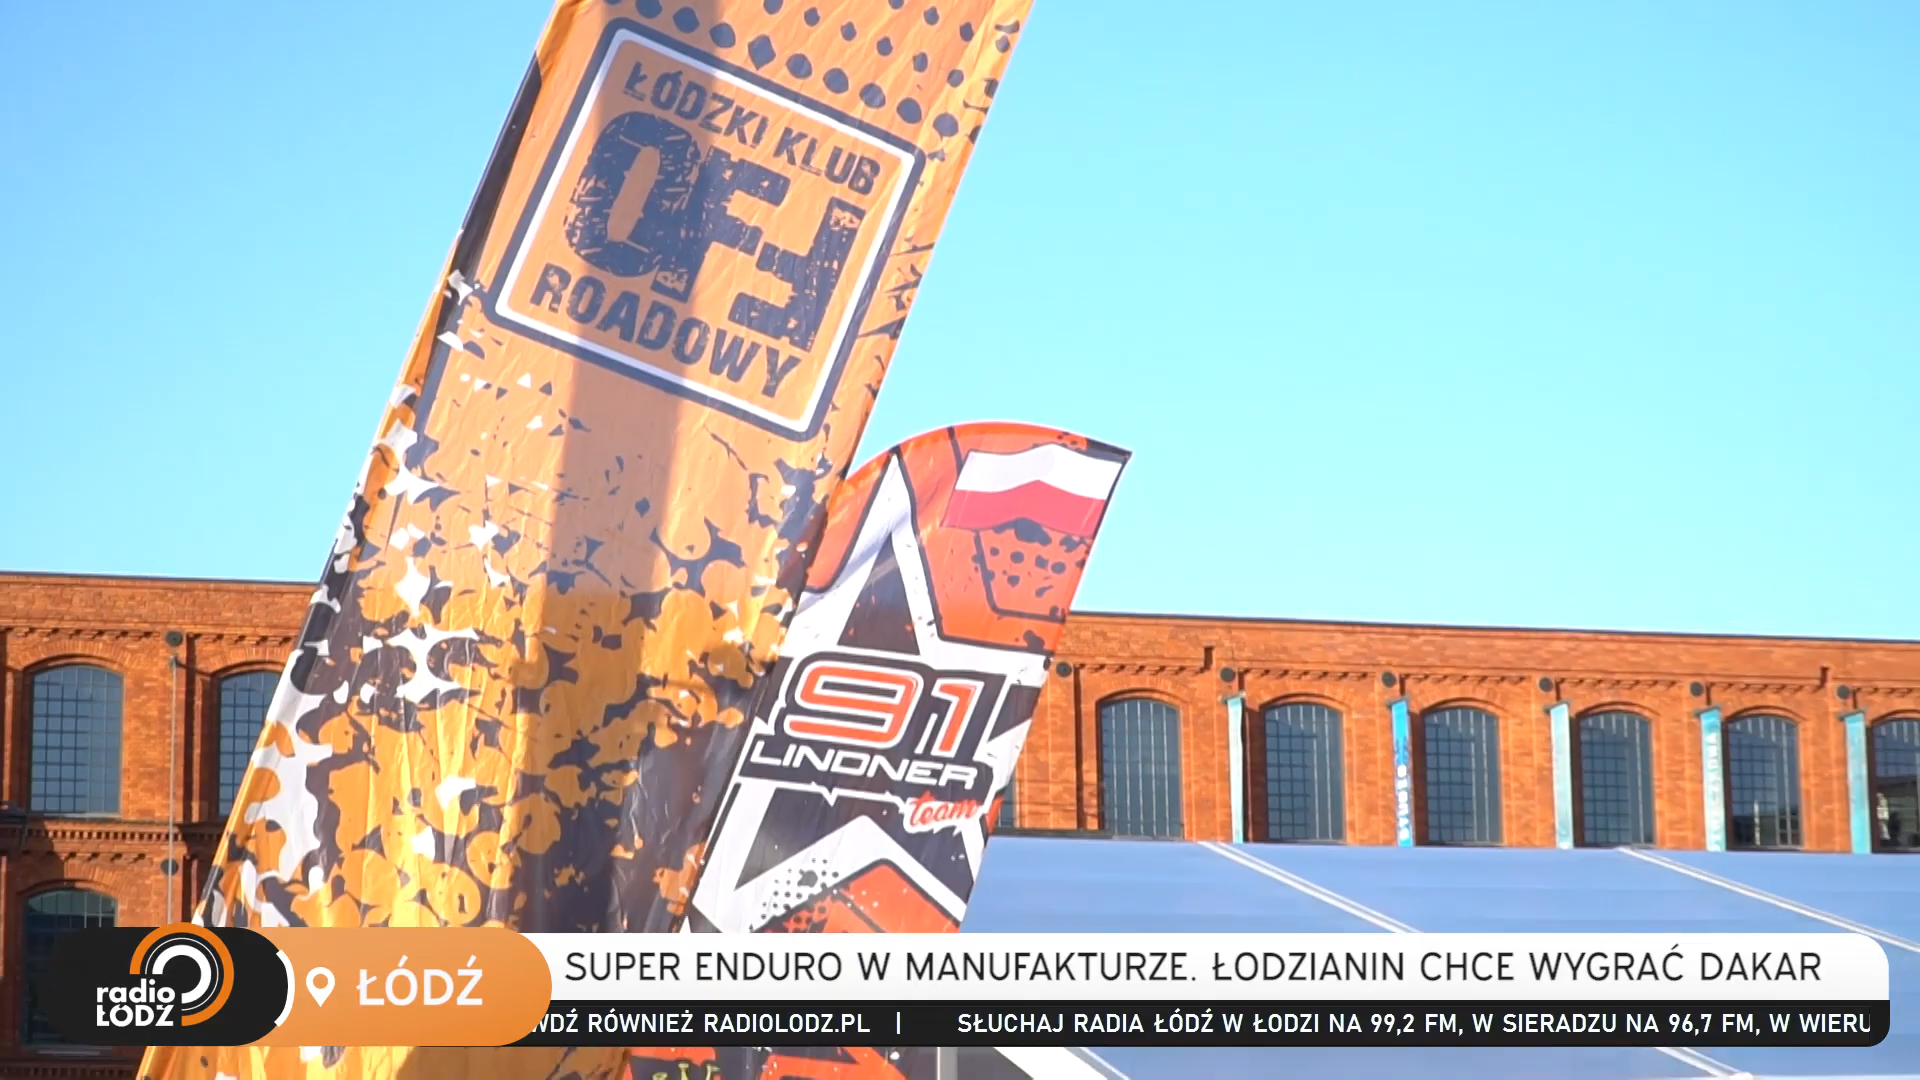 ŁÓDZKI KLUB
OFF
ROADOWY
91
LINDNER
team
radio
ŁÓDŹ
ŁÓDŹ
SUPER ENDURO W MANUFAKTURZE. ŁODZIANIN CHCE WYGRAĆ DAKAR
WDŹ RÓWNIEŻ RADIOLODZ.PL | SŁUCHAJ RADIA ŁÓDŹ W ŁODZI NA 99,2 FM, W SIERADZU NA 96,7 FM, W WIERU